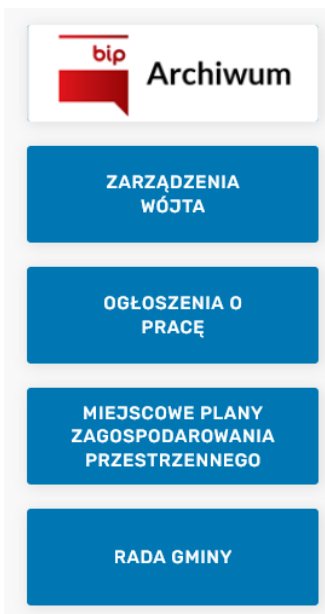 bip
Archiwum
ZARZĄDZENIA
WÓJTA
OGŁOSZENIA O
PRACĘ
MIEJSCOWE PLANY
ZAGOSPODAROWANIA
PRZESTRZENNEGO
RADA GMINY